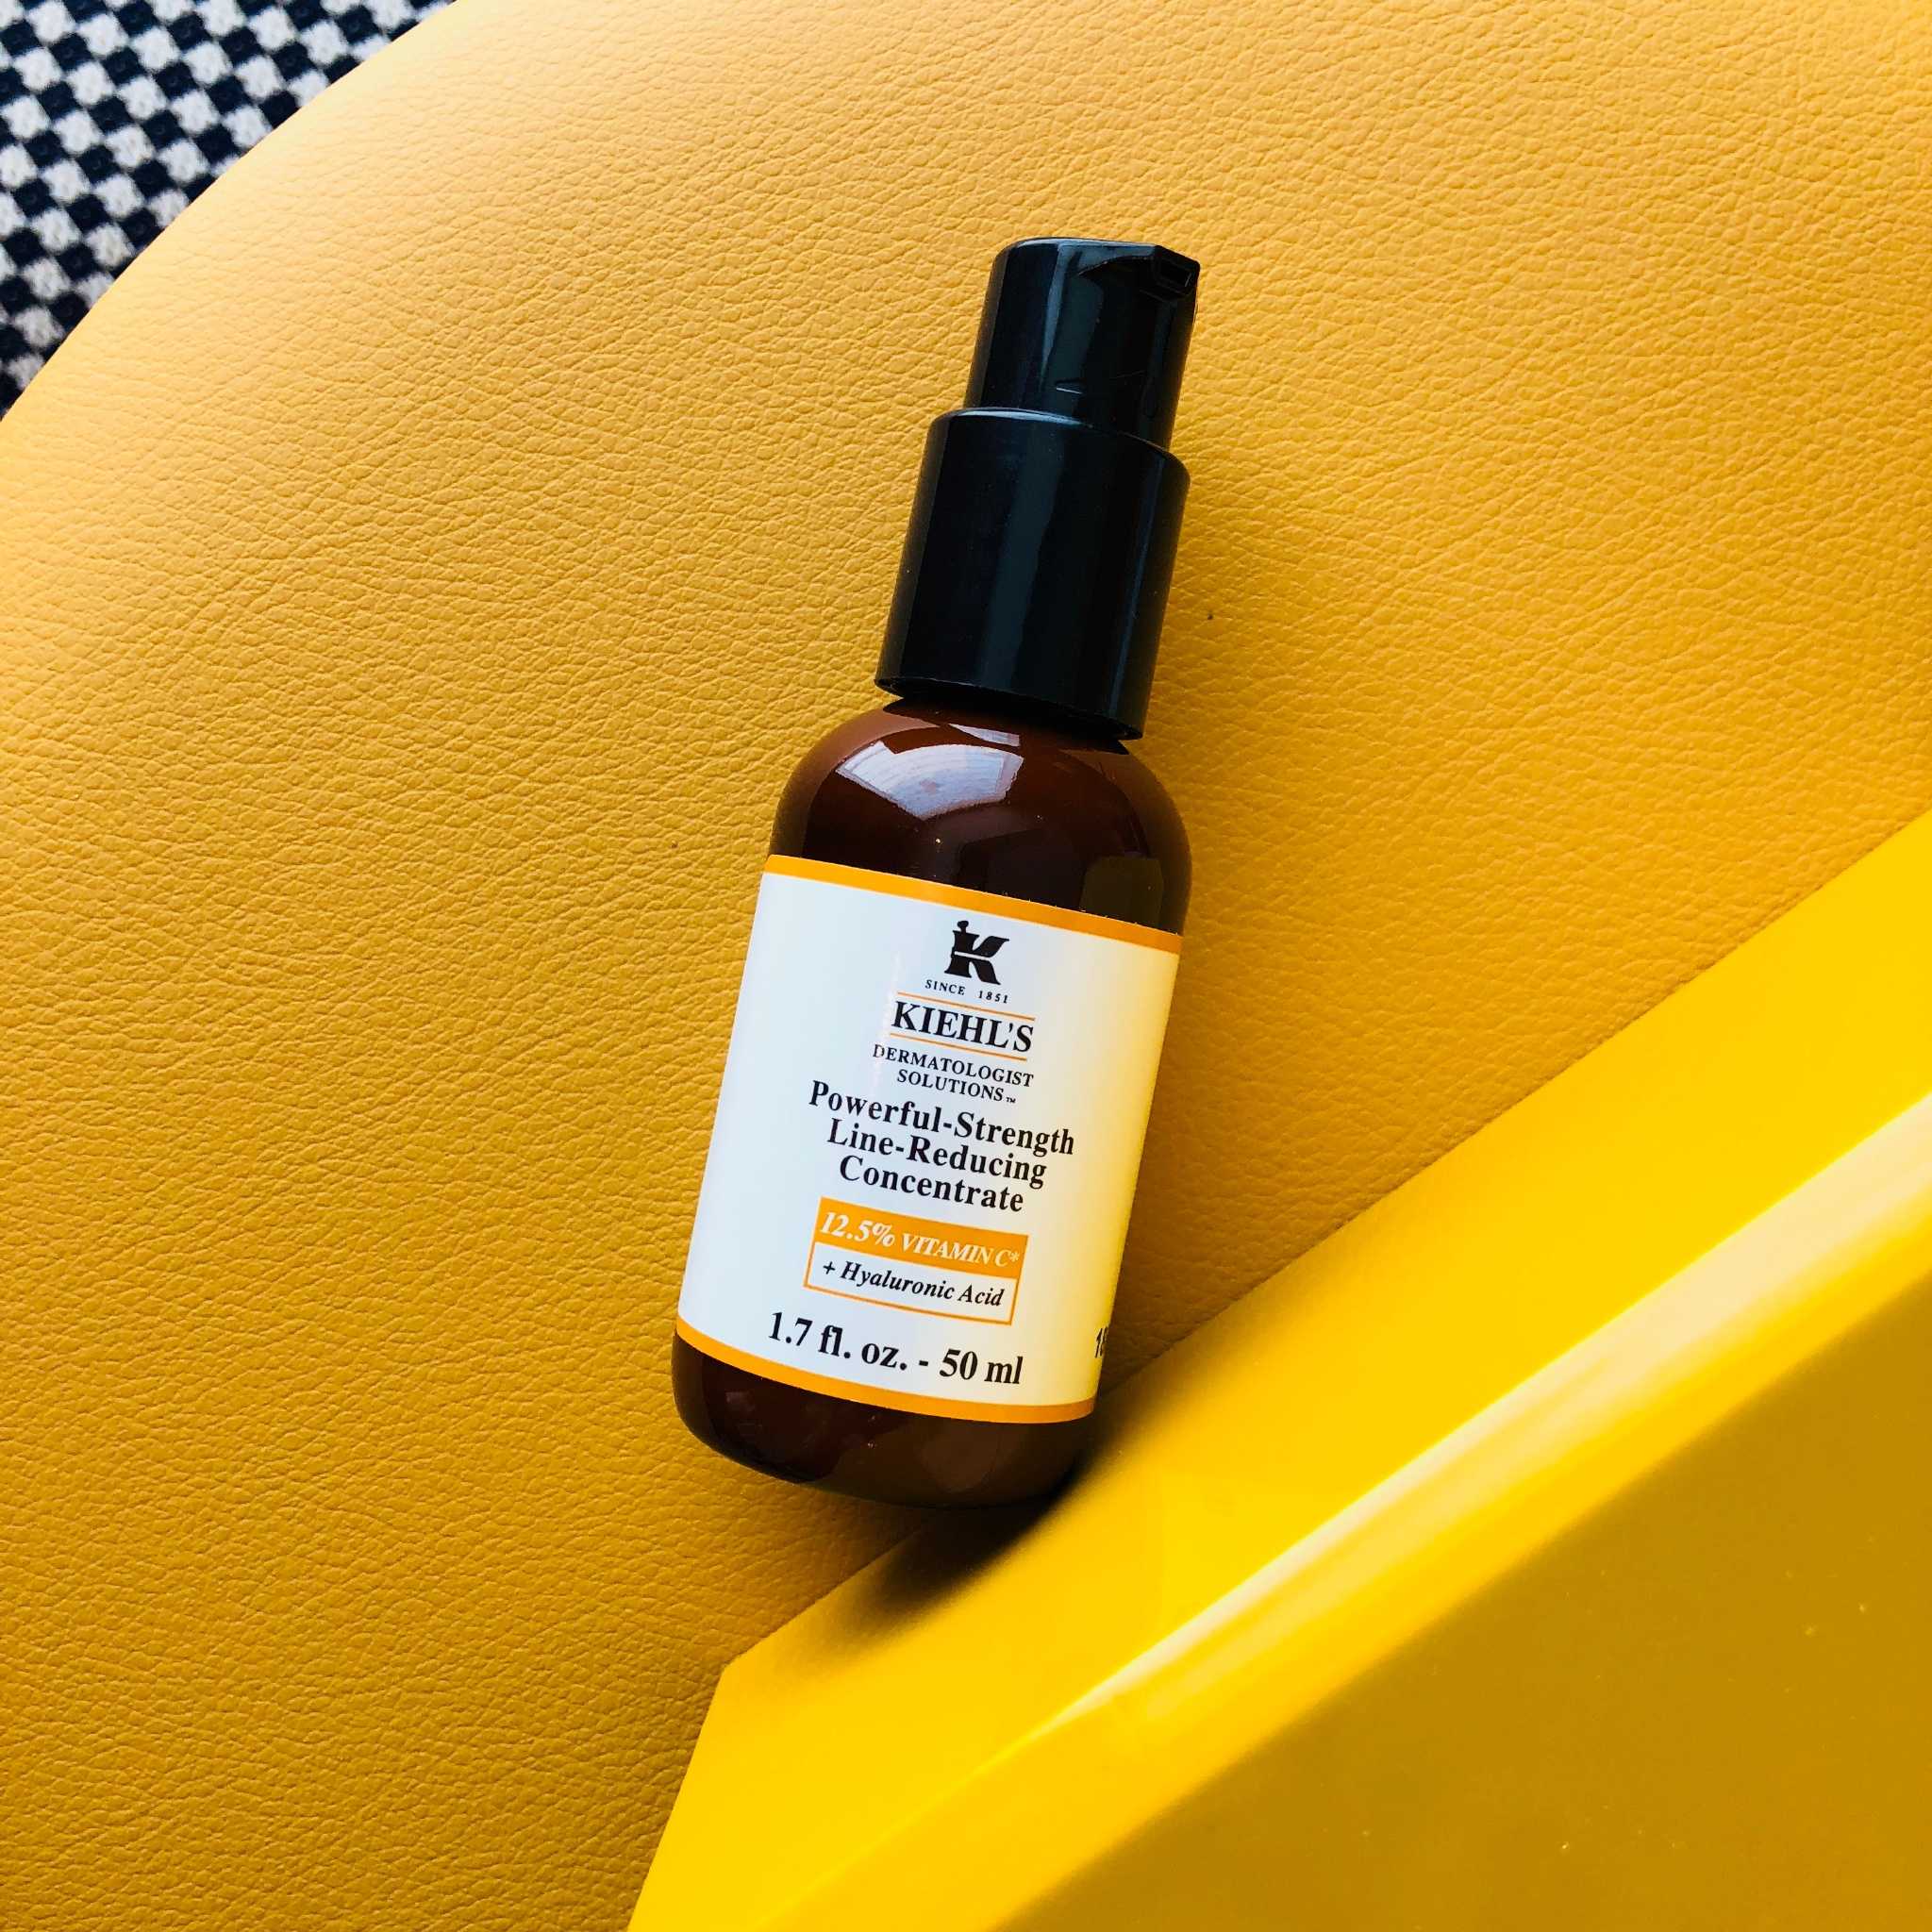 K
SINCE 1851
KIEHL'S
DERMATOLOGIST
SOLUTIONS™
Powerful-Strength
Line-Reducing
Concentrate
12.5% VITAMIN C*
+ Hyaluronic Acid
1.7 fl. oz. - 50 ml